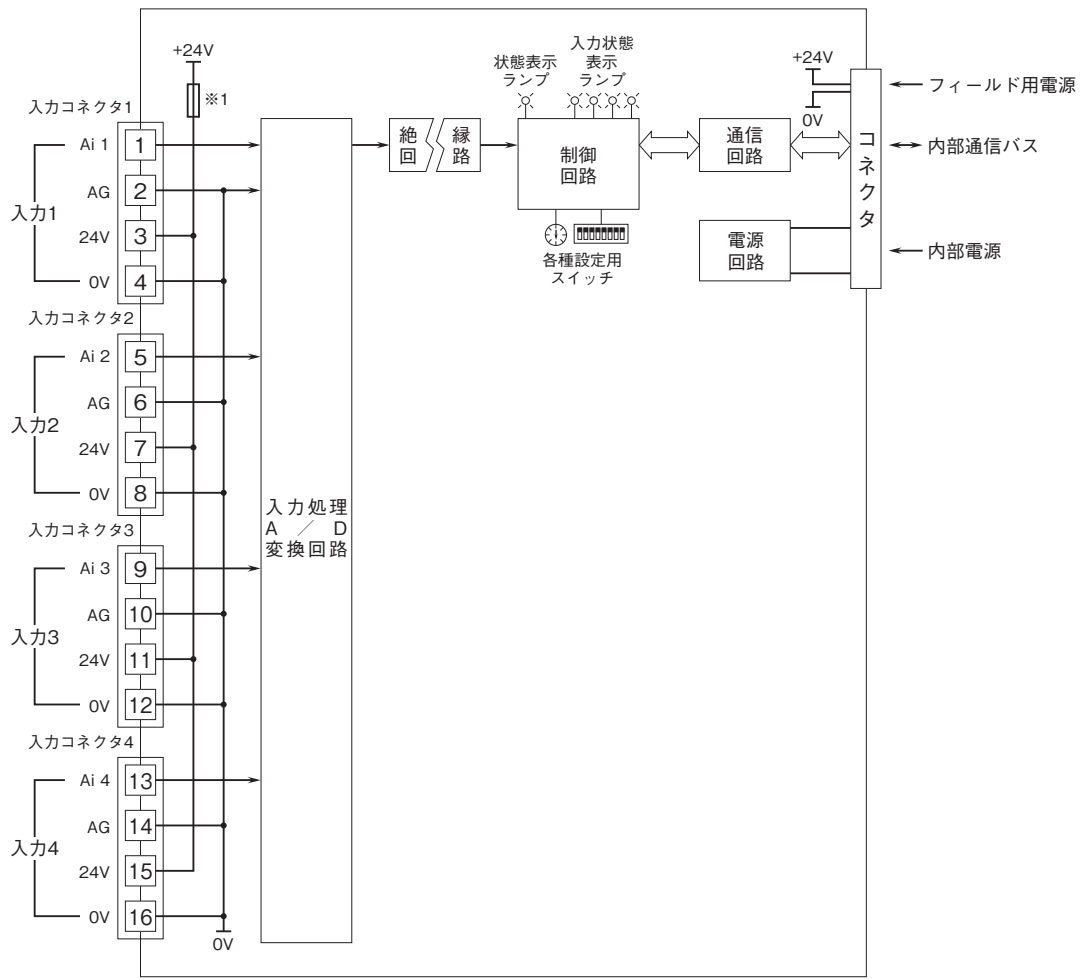 +24V
※1
入力コネクタ1
Ai 1
1
AG
2
24V
3
0V
4
入力1
入力コネクタ2
Ai 2
5
AG
6
24V
7
0V
8
入力2
入力コネクタ3
Ai 3
9
AG
10
24V
11
0V
12
入力3
入力コネクタ4
Ai 4
13
AG
14
24V
15
0V
16
入力4
0V
入力処理
A / D
変換回路
絶縁
回路
状態表示
ランプ
入力状態
表示
ランプ
制御
回路
各種設定用
スイッチ
通信
回路
電源
回路
+24V
0V
コネクタ
フィールド用電源
内部通信バス
内部電源